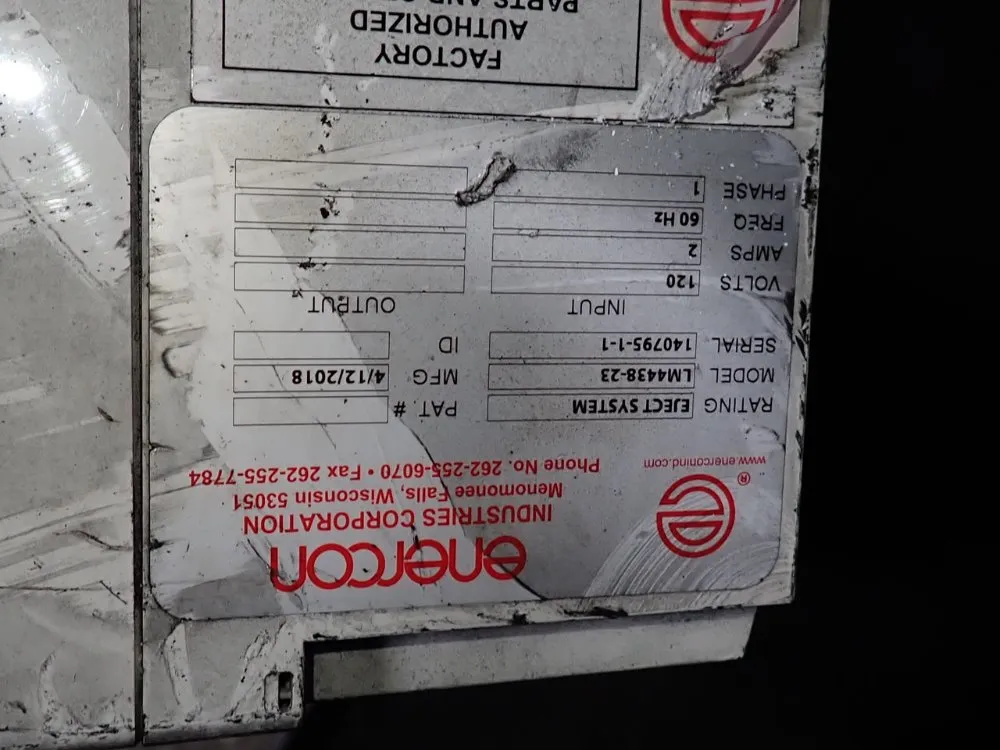 enercon
INDUSTRIES CORPORATION
Menomonee Falls, Wisconsin 53051
Phone No. 262-255-6070 • Fax 262-255-7784
®
www.enerconind.com
RATING EJECT SYSTEM PAT. #
MODEL LM4438-23 MFG 4/12/2018
SERIAL 140795-1-1 ID
INPUT OUTPUT
VOLTS 120
AMPS 2
FREQ 60 Hz
PHASE 1
FACTORY
AUTHORIZED
PARTS AND